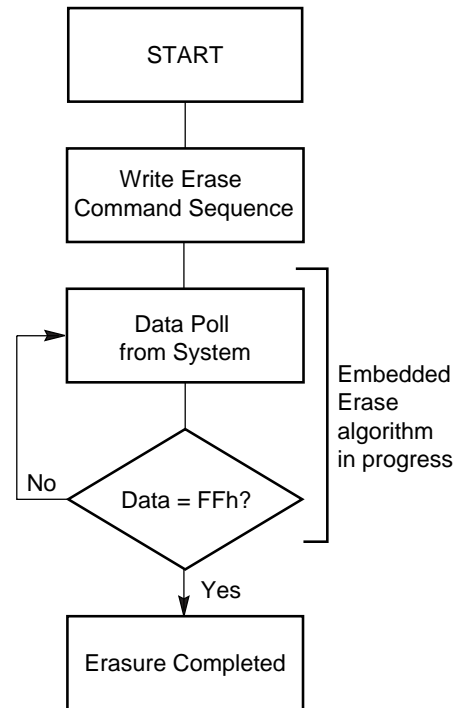 START
Write Erase
Command Sequence
Data Poll
from System
Embedded
Erase
algorithm
in progress
No
Data = FFh?
Yes
Erasure Completed